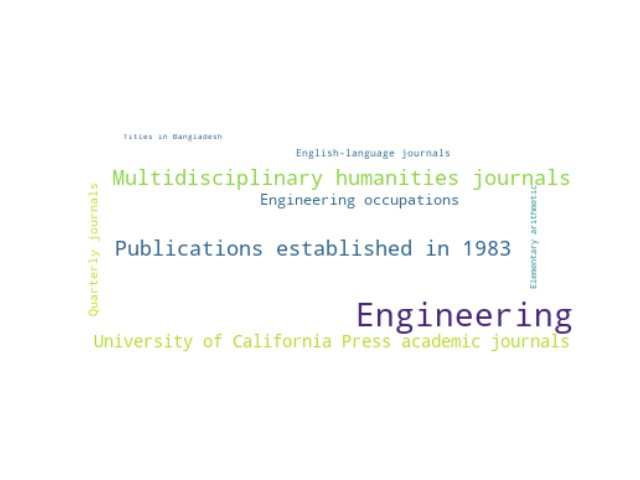 Tities in Bangladesh
English-language journals
Multidisciplinary humanities journals
Engineering occupations
Quarterly journals
Elementary arithmetic
Publications established in 1983
Engineering
University of California Press academic journals